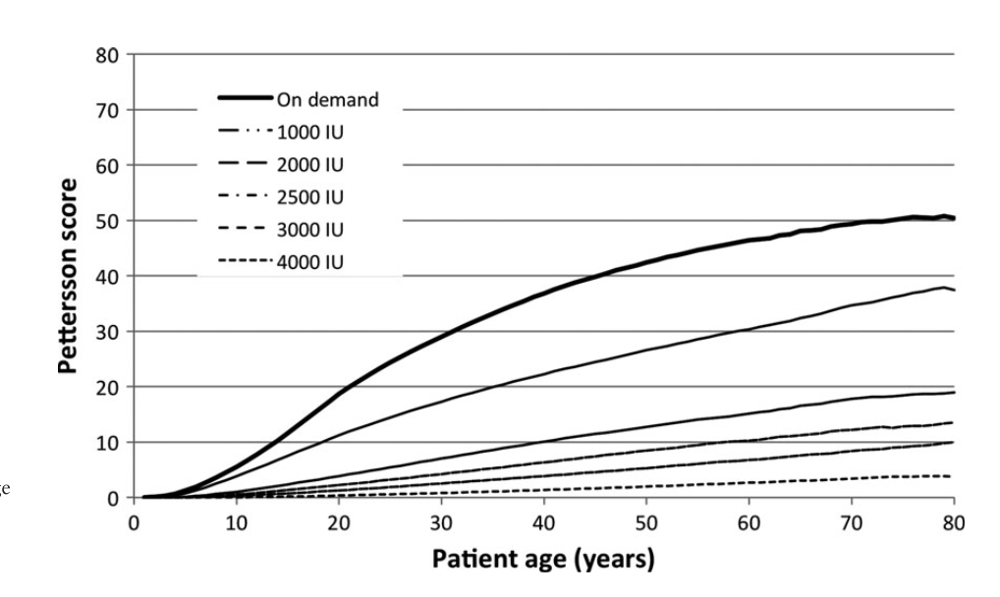 80
70
60
50
40
30
20
10
0
On demand
1000 IU
2000 IU
2500 IU
3000 IU
4000 IU
Pettersson score
ge
0 10 20 30 40 50 60 70 80
Patient age (years)